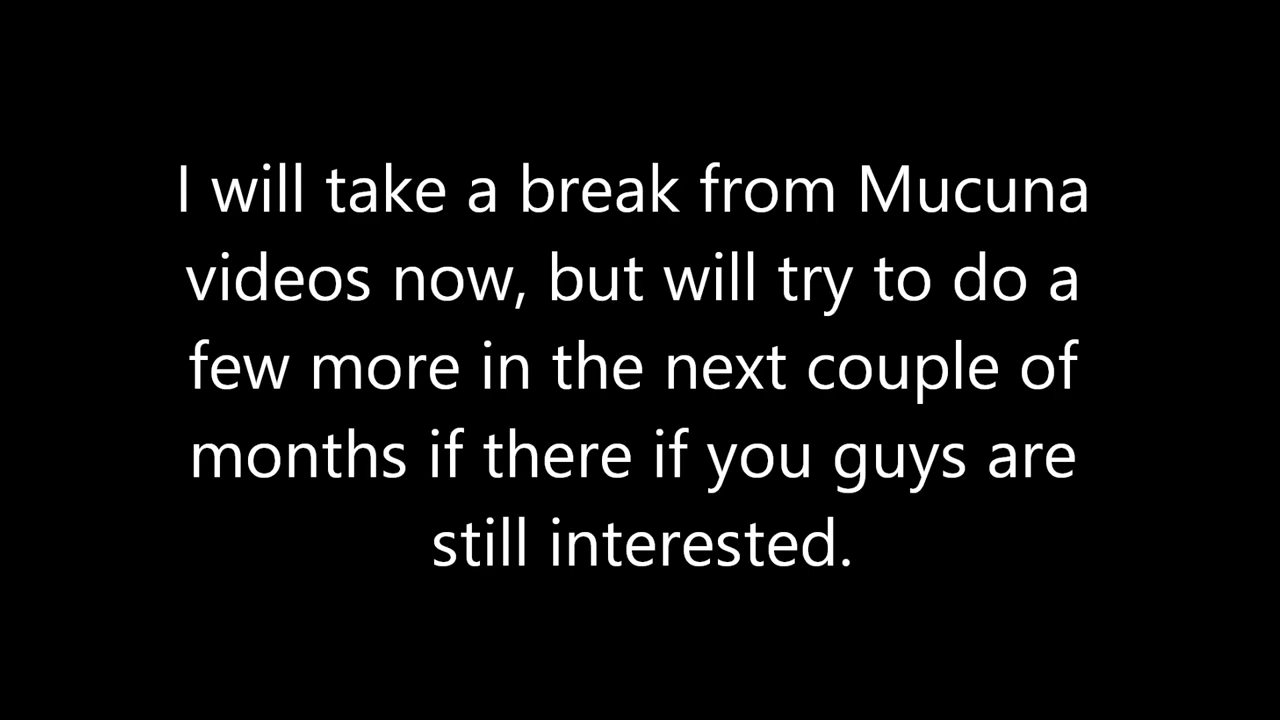 I will take a break from Mucuna
videos now, but will try to do a
few more in the next couple of
months if there if you guys are
still interested.